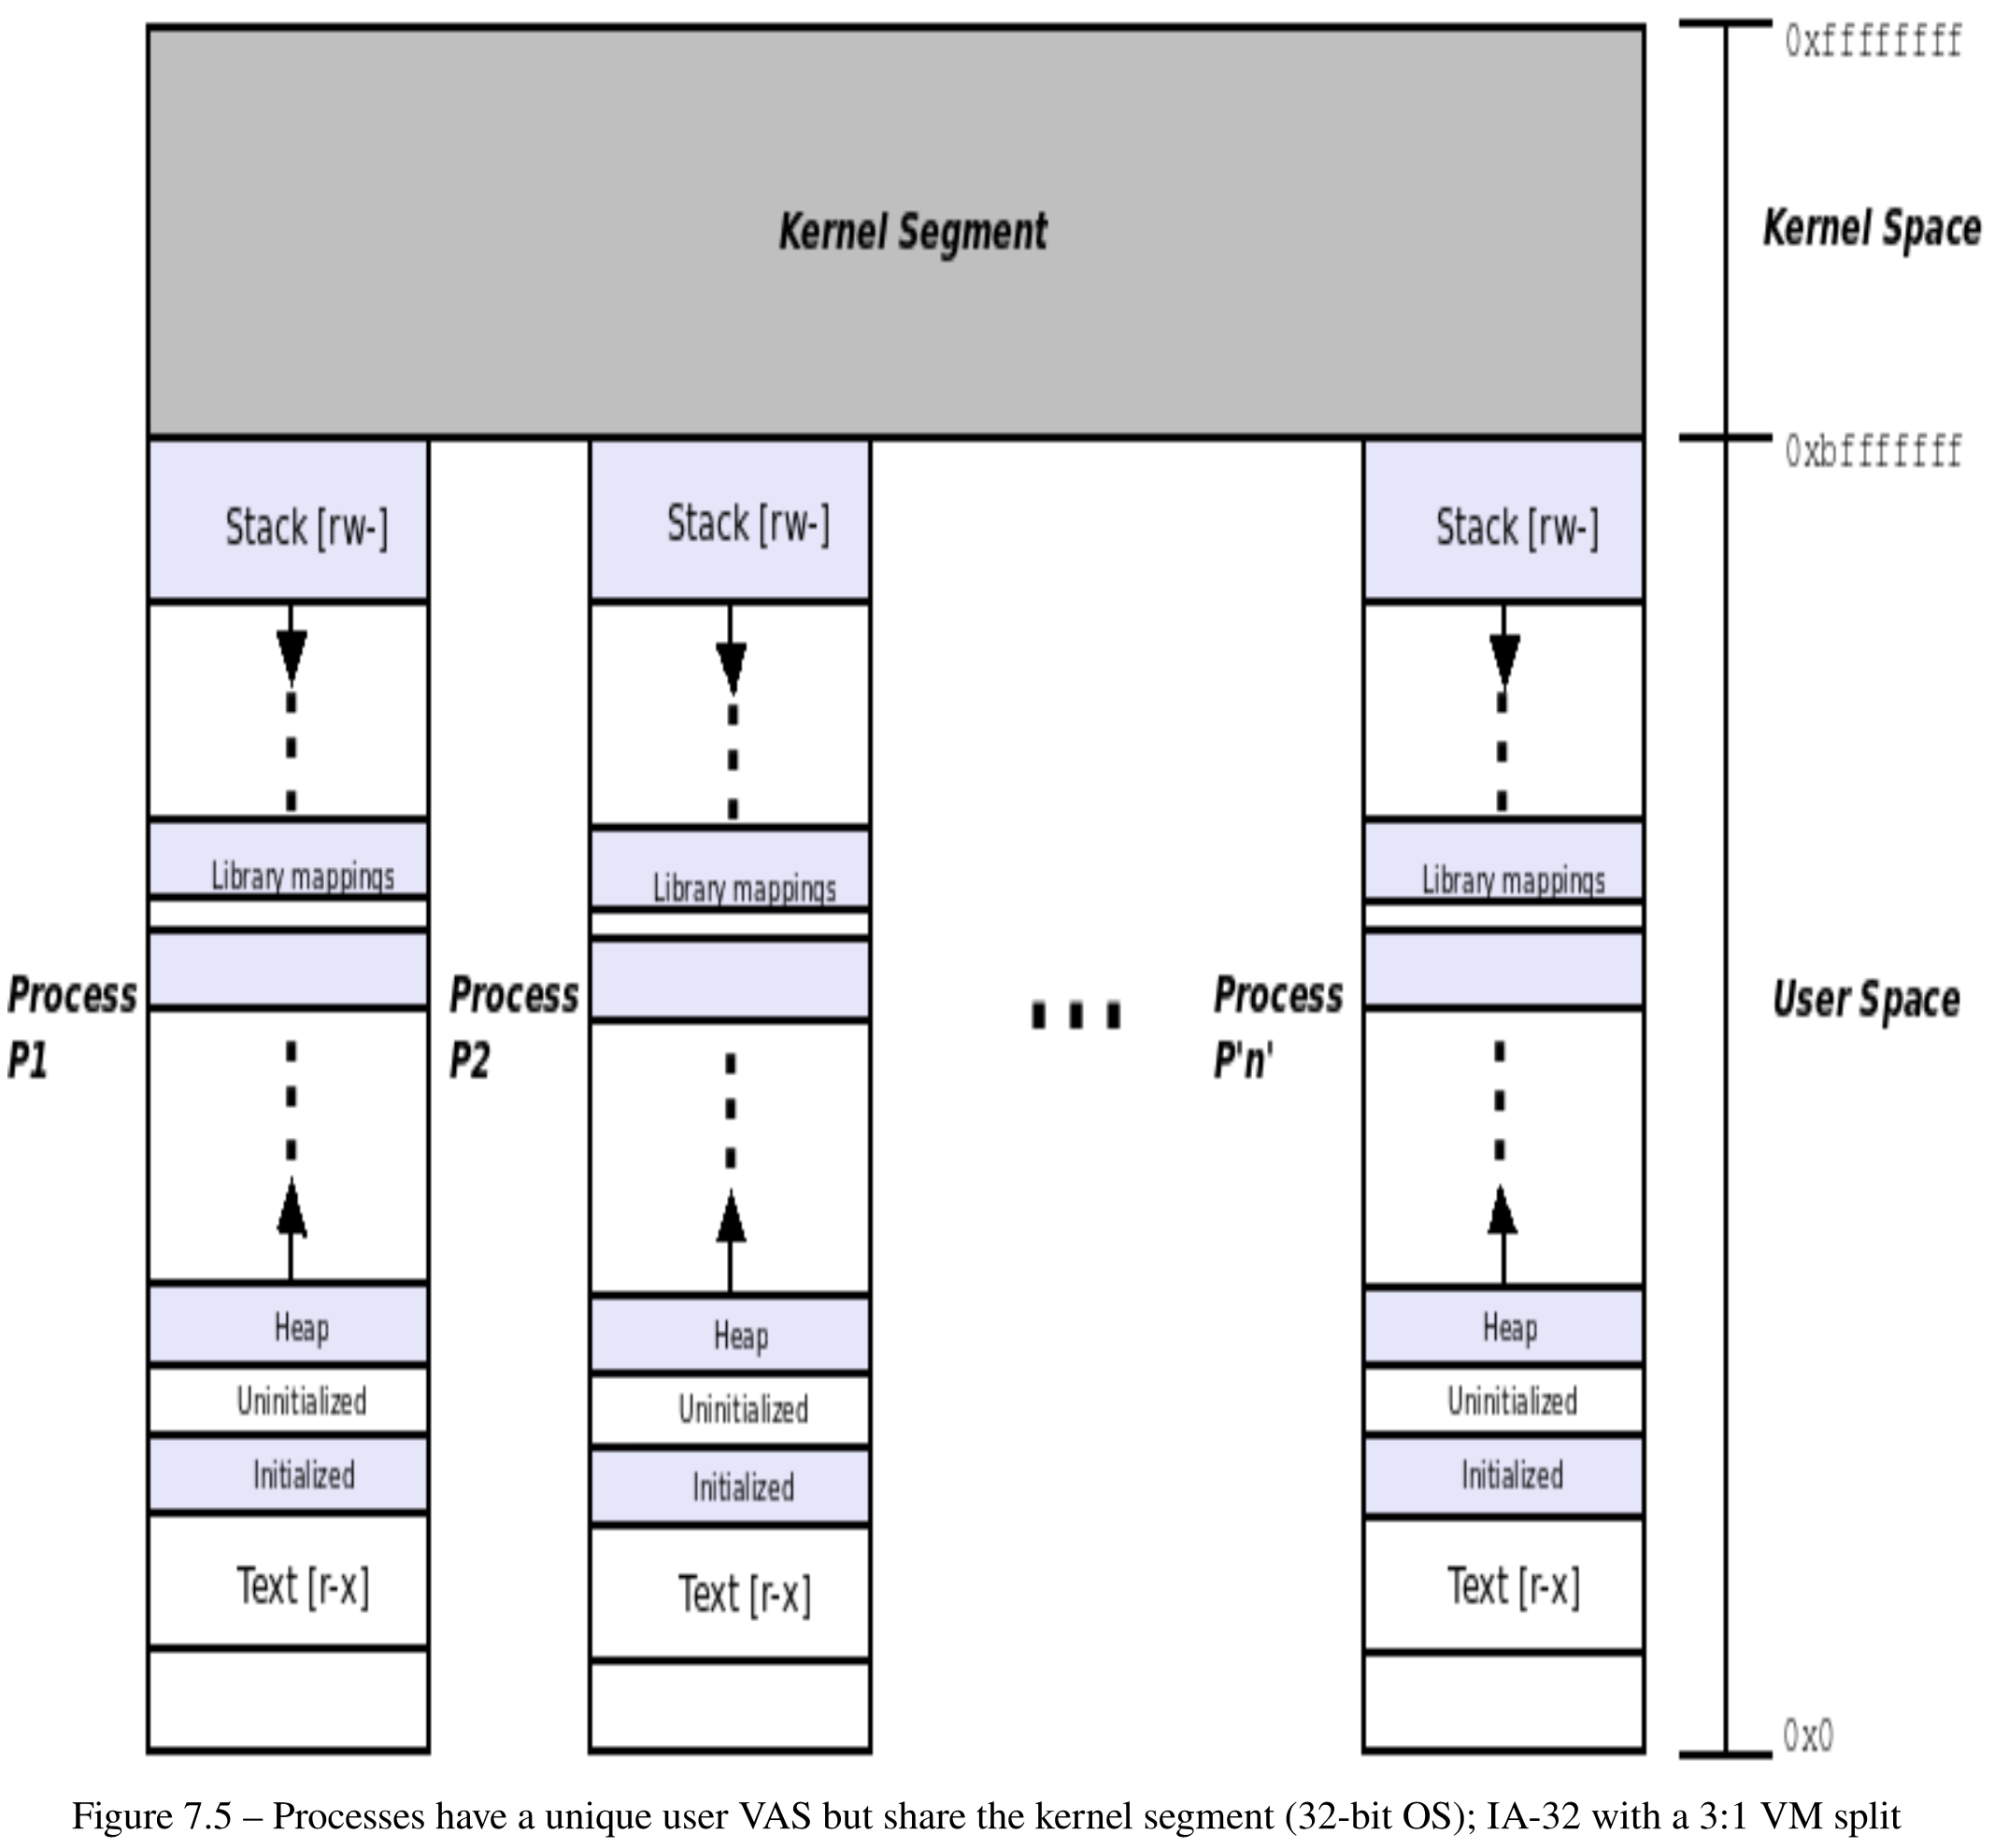 0xffffffff
Kernel Segment
Kernel Space
0xbfffffff
Stack [rw-]
Stack [rw-]
Stack [rw-]
Library mappings
Library mappings
Library mappings
Process
P1
Process
P2
...
Process
P'n'
User Space
Heap
Heap
Heap
Uninitialized
Uninitialized
Uninitialized
Initialized
Initialized
Initialized
Text [r-x]
Text [r-x]
Text [r-x]
0x0
Figure 7.5 – Processes have a unique user VAS but share the kernel segment (32-bit OS); IA-32 with a 3:1 VM split